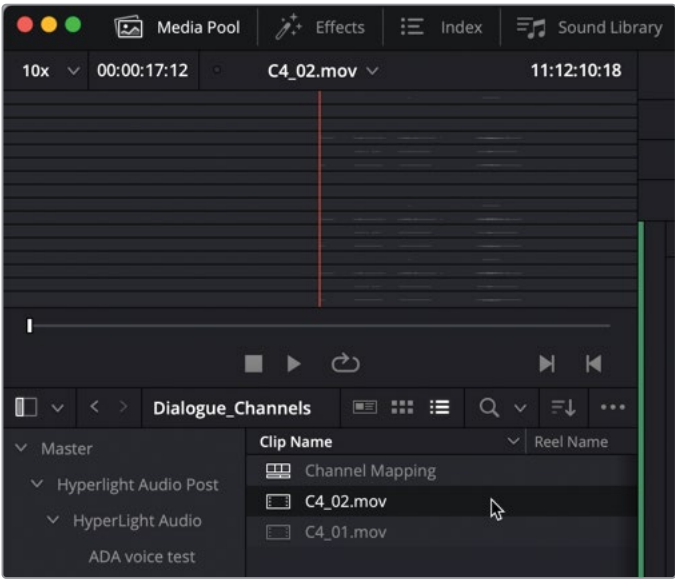 Media Pool Effects Index Sound Library
10x 00:00:17:12 C4_02.mov 11:12:10:18
Dialogue_Channels
Clip Name Reel Name
Master
Channel Mapping
Hyperlight Audio Post
C4_02.mov
HyperLight Audio
C4_01.mov
ADA voice test